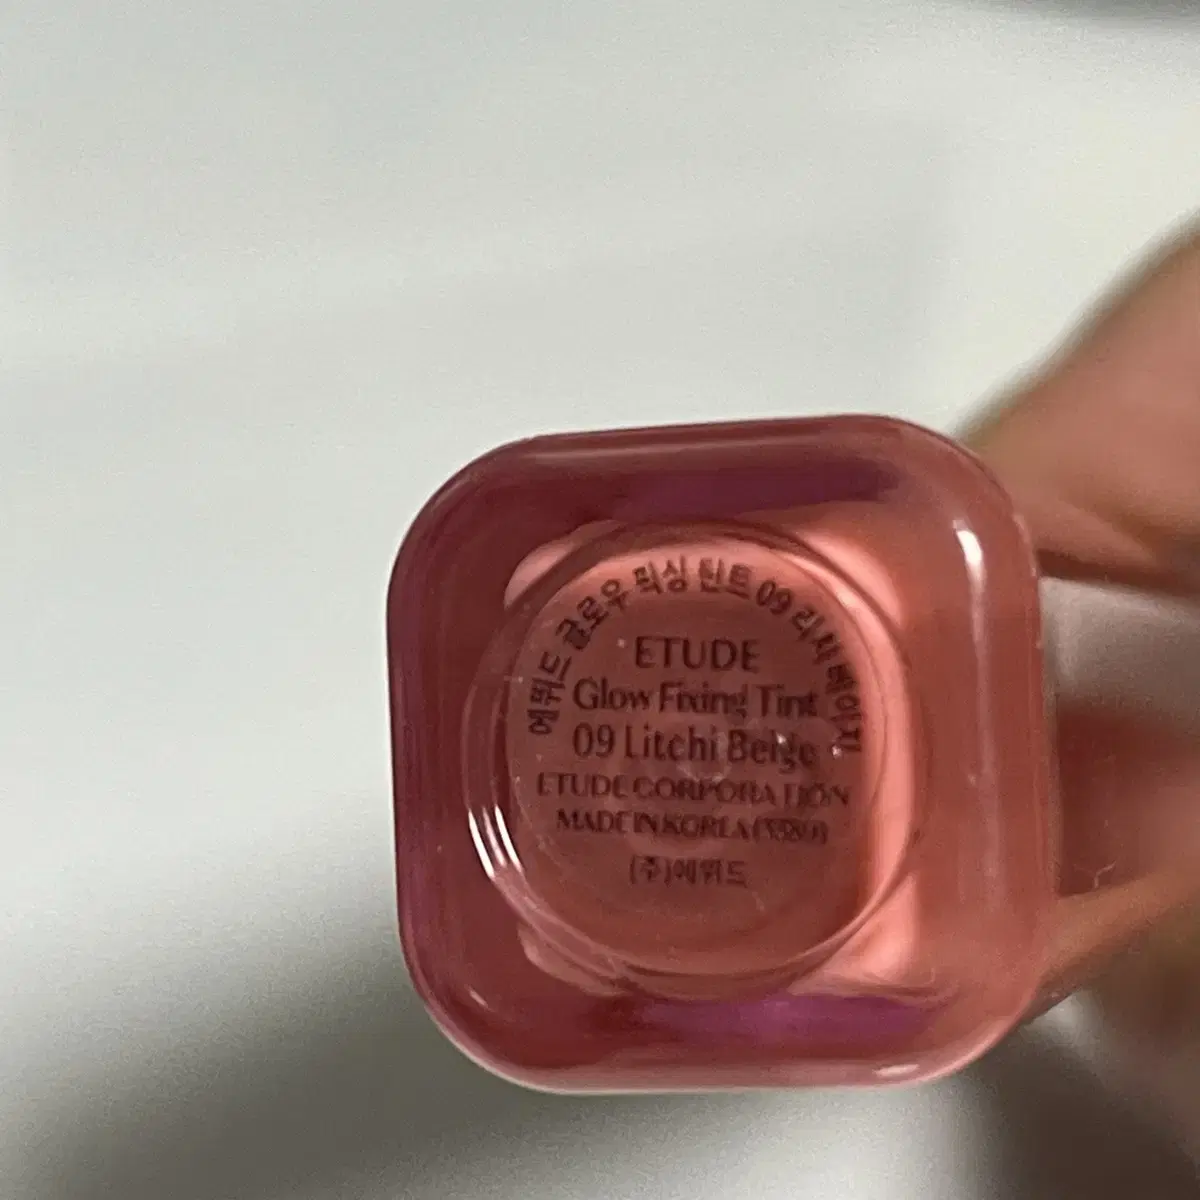 에뛰드 글로우 픽싱 틴트 09 리치 베이지
ETUDE
Glow Fixing Tint
09 Litchi Beige
ETUDE CORPORATION
MADE IN KOREA
(주)에뛰드